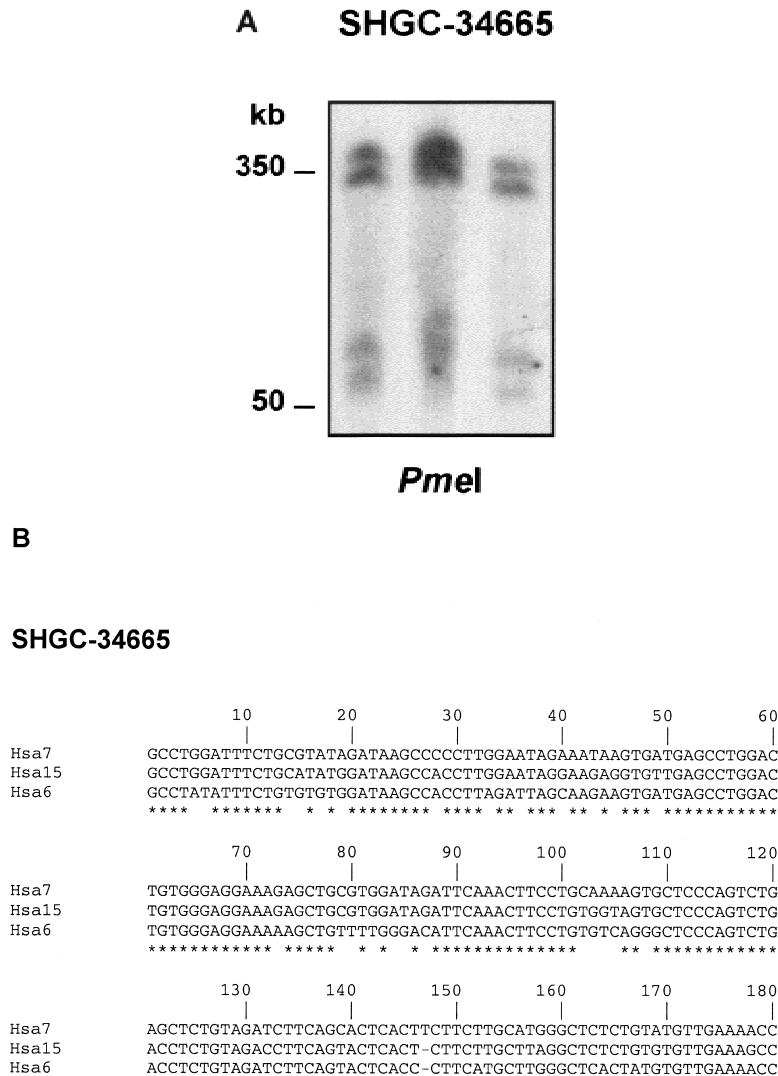 A SHGC-34665
kb
350
50
PmeI
B
SHGC-34665
10 20 30 40 50 60
Hsa7 GCCTGGATTTCTGCGTATAGATAAGCCCCCTTGGAATAGAAATAAGTGATGAGCCTGGAC
Hsa15 GCCTGGATTTCTGCATATGGATAAGCCACCTTGGAATAGGAAGAGGTGTTGAGCCTGGAC
Hsa6 GCCTATATTTCTGTGTGTGGATAAGCCACCTTAGATTAGCAAGAAGTGATGAGCCTGGAC
**** ******* * * ********* **** ** *** ** * *** ** ***********
70 80 90 100 110 120
Hsa7 TGTGGGAGGAAAGAGCTGCGTGGATAGATTCAAACTTCCTGCAAAAGTGCTCCCAGTCTG
Hsa15 TGTGGGAGGAAAGAGCTGCGTGGATAGATTCAAACTTCCTGTGGTAGTGCTCCCAGTCTG
Hsa6 TGTGGGAGGAAAAAGCTGTTTTGGGACATTCAAACTTCCTGTGTCAGGGCTCCCAGTCTG
************ ***** * * * ************** ** ************
130 140 150 160 170 180
Hsa7 AGCTCTGTAGATCTTCAGCACTCACTTCTTCTTGCATGGGCTCTCTGTATGTTGAAAACC
Hsa15 ACCTCTGTAGACCTTCAGTACTCACT-CTTCTTGCTTAGGCTCTCTGTGTGTTGAAAGCC
Hsa6 ACCTCTGTAGATCTTCAGTACTCACC-CTTCATGCTTGGGCTCACTATGTGTTGAAAACC